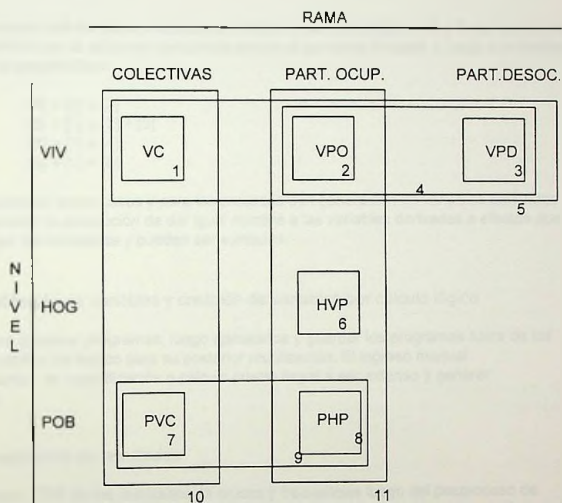 RAMA
COLECTIVAS PART. OCUP. PART.DESOC.
VIV VC 1 VPO 2 VPD 3
4
5
NIVEL
HOG HVP 6
POB PVC 7 PHP 8
9
10 11